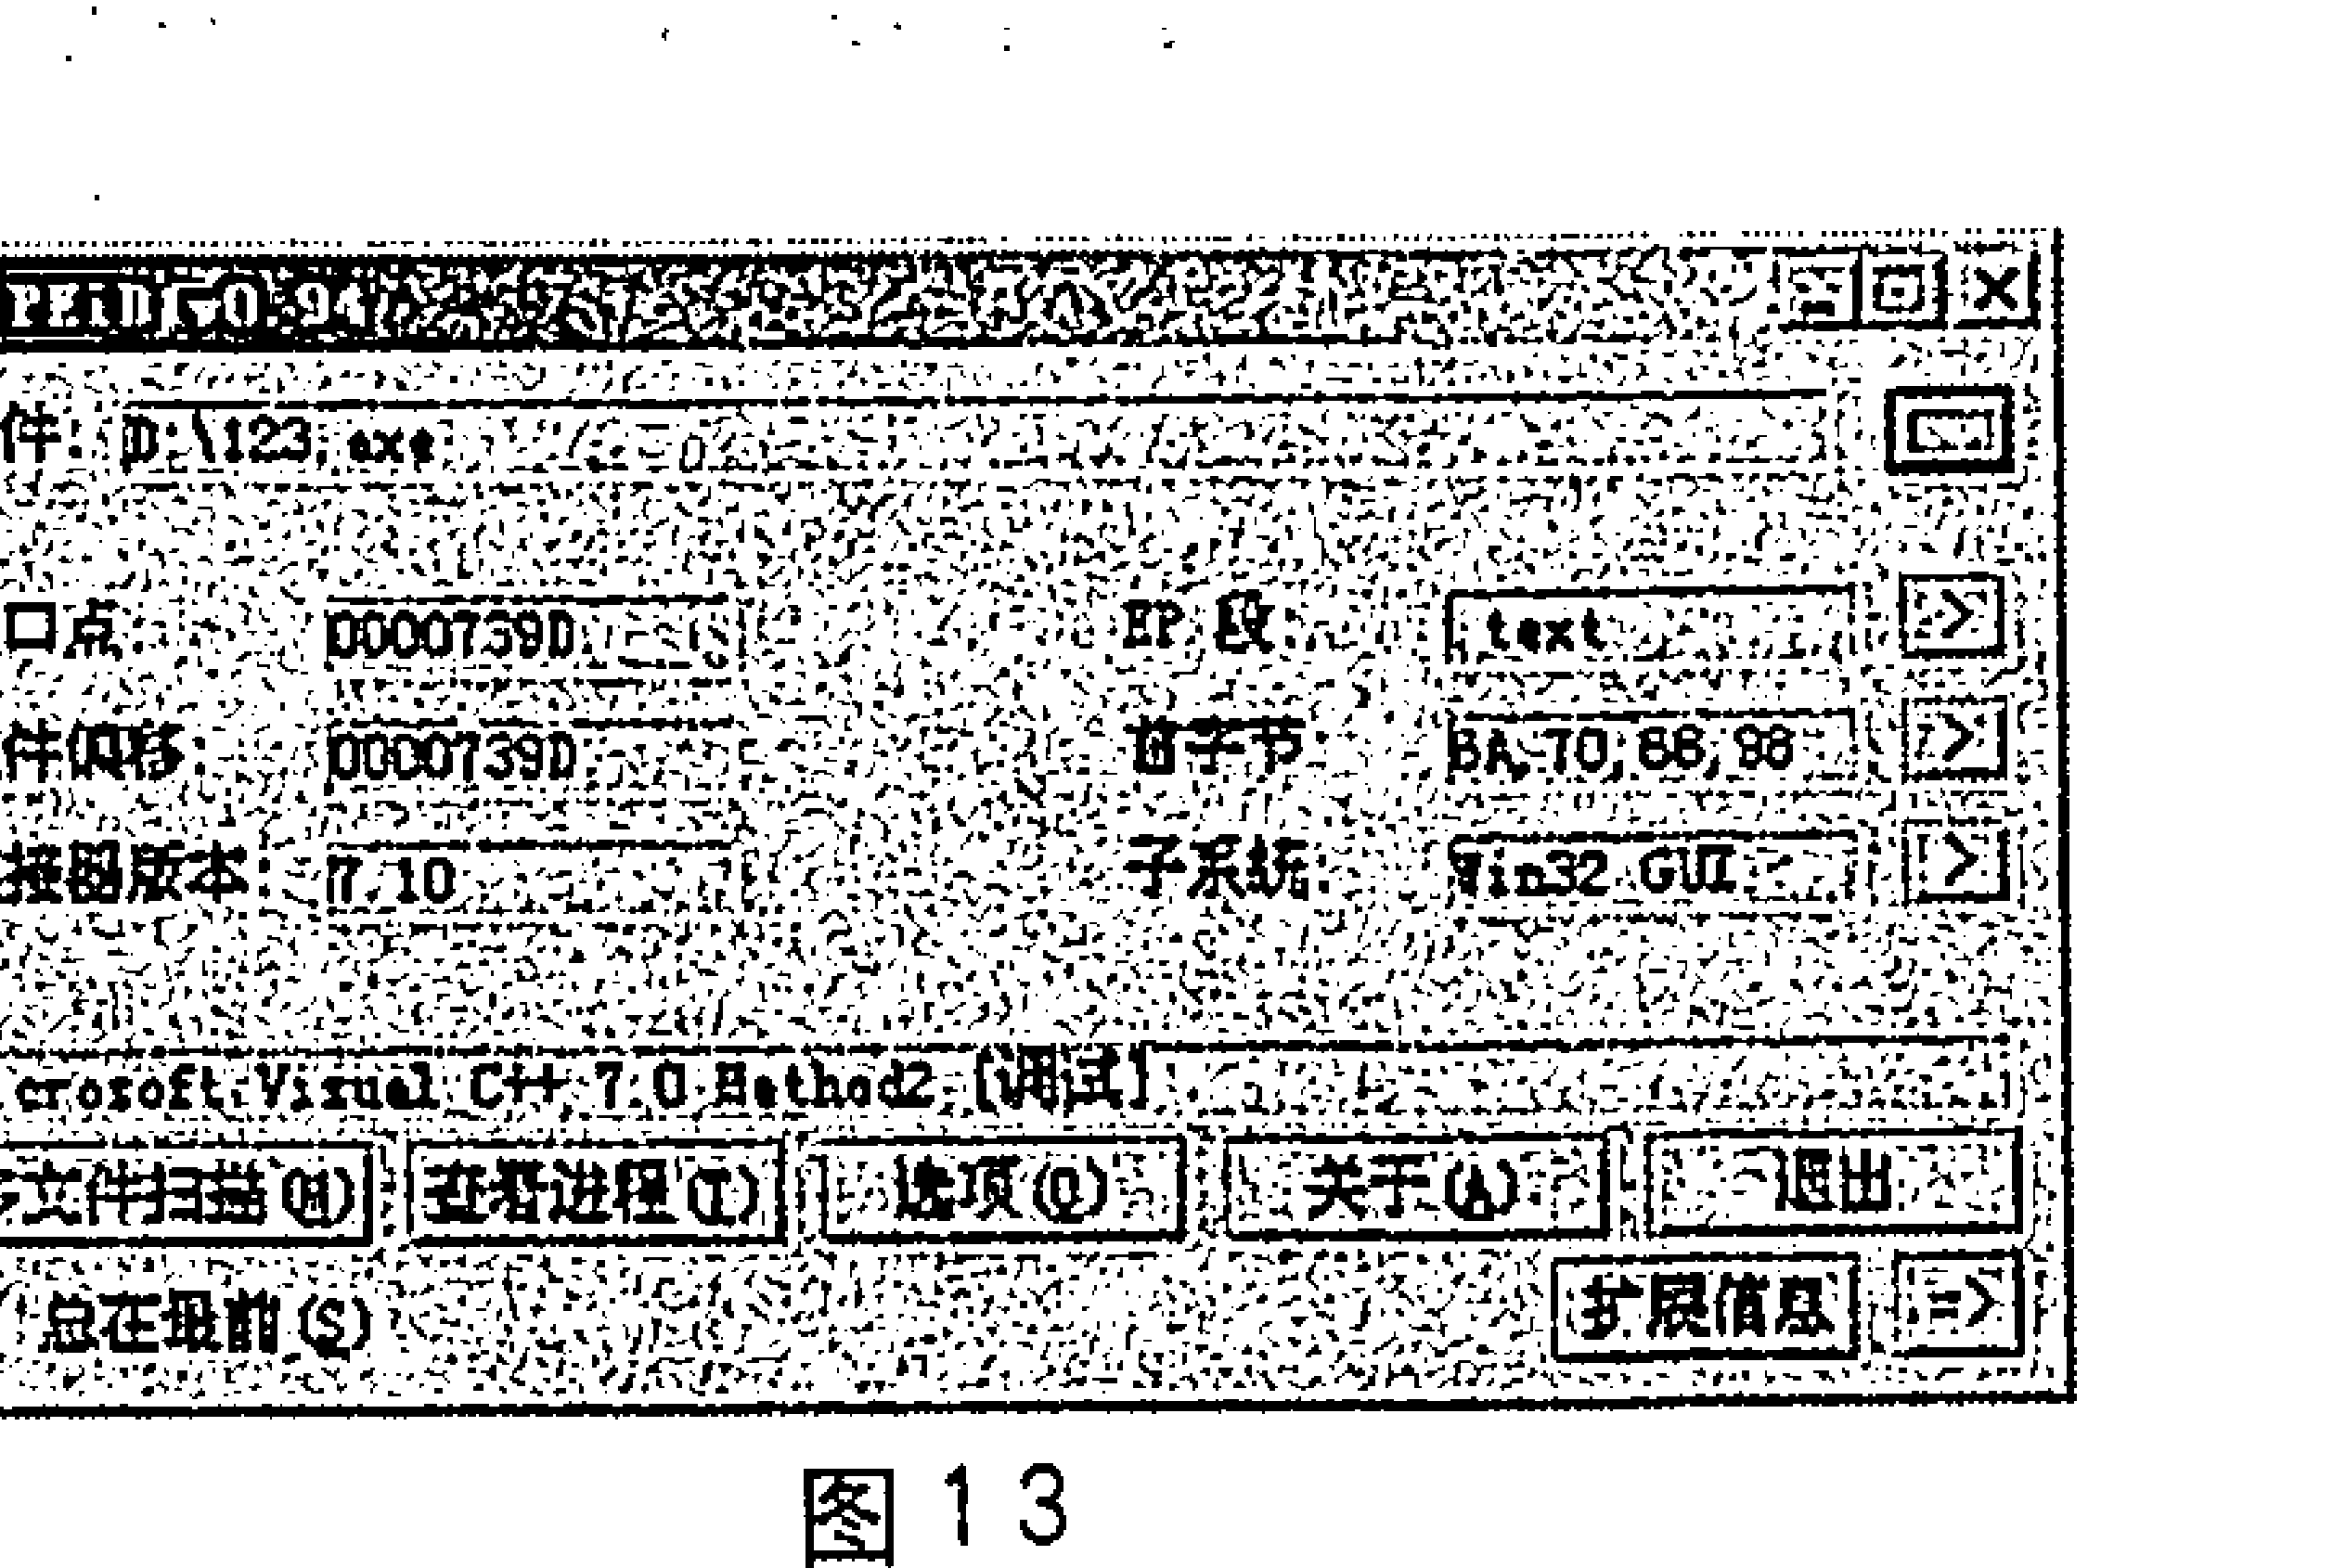 PEiD v0.94
件: D:\123.exe
口点: 0000739D EP 段: .text >
件偏移: 0000739D 首字节: 6A,70,68,98 >
接器版本: 7.10 子系统: Win32 GUI >
crosoft Visual C++ 7.0 Method2 [调试]
文件扫描(M) 查看进程(T) 选项(O) 关于(A) 退出
总在最前(S) 扩展信息 =>
图 13